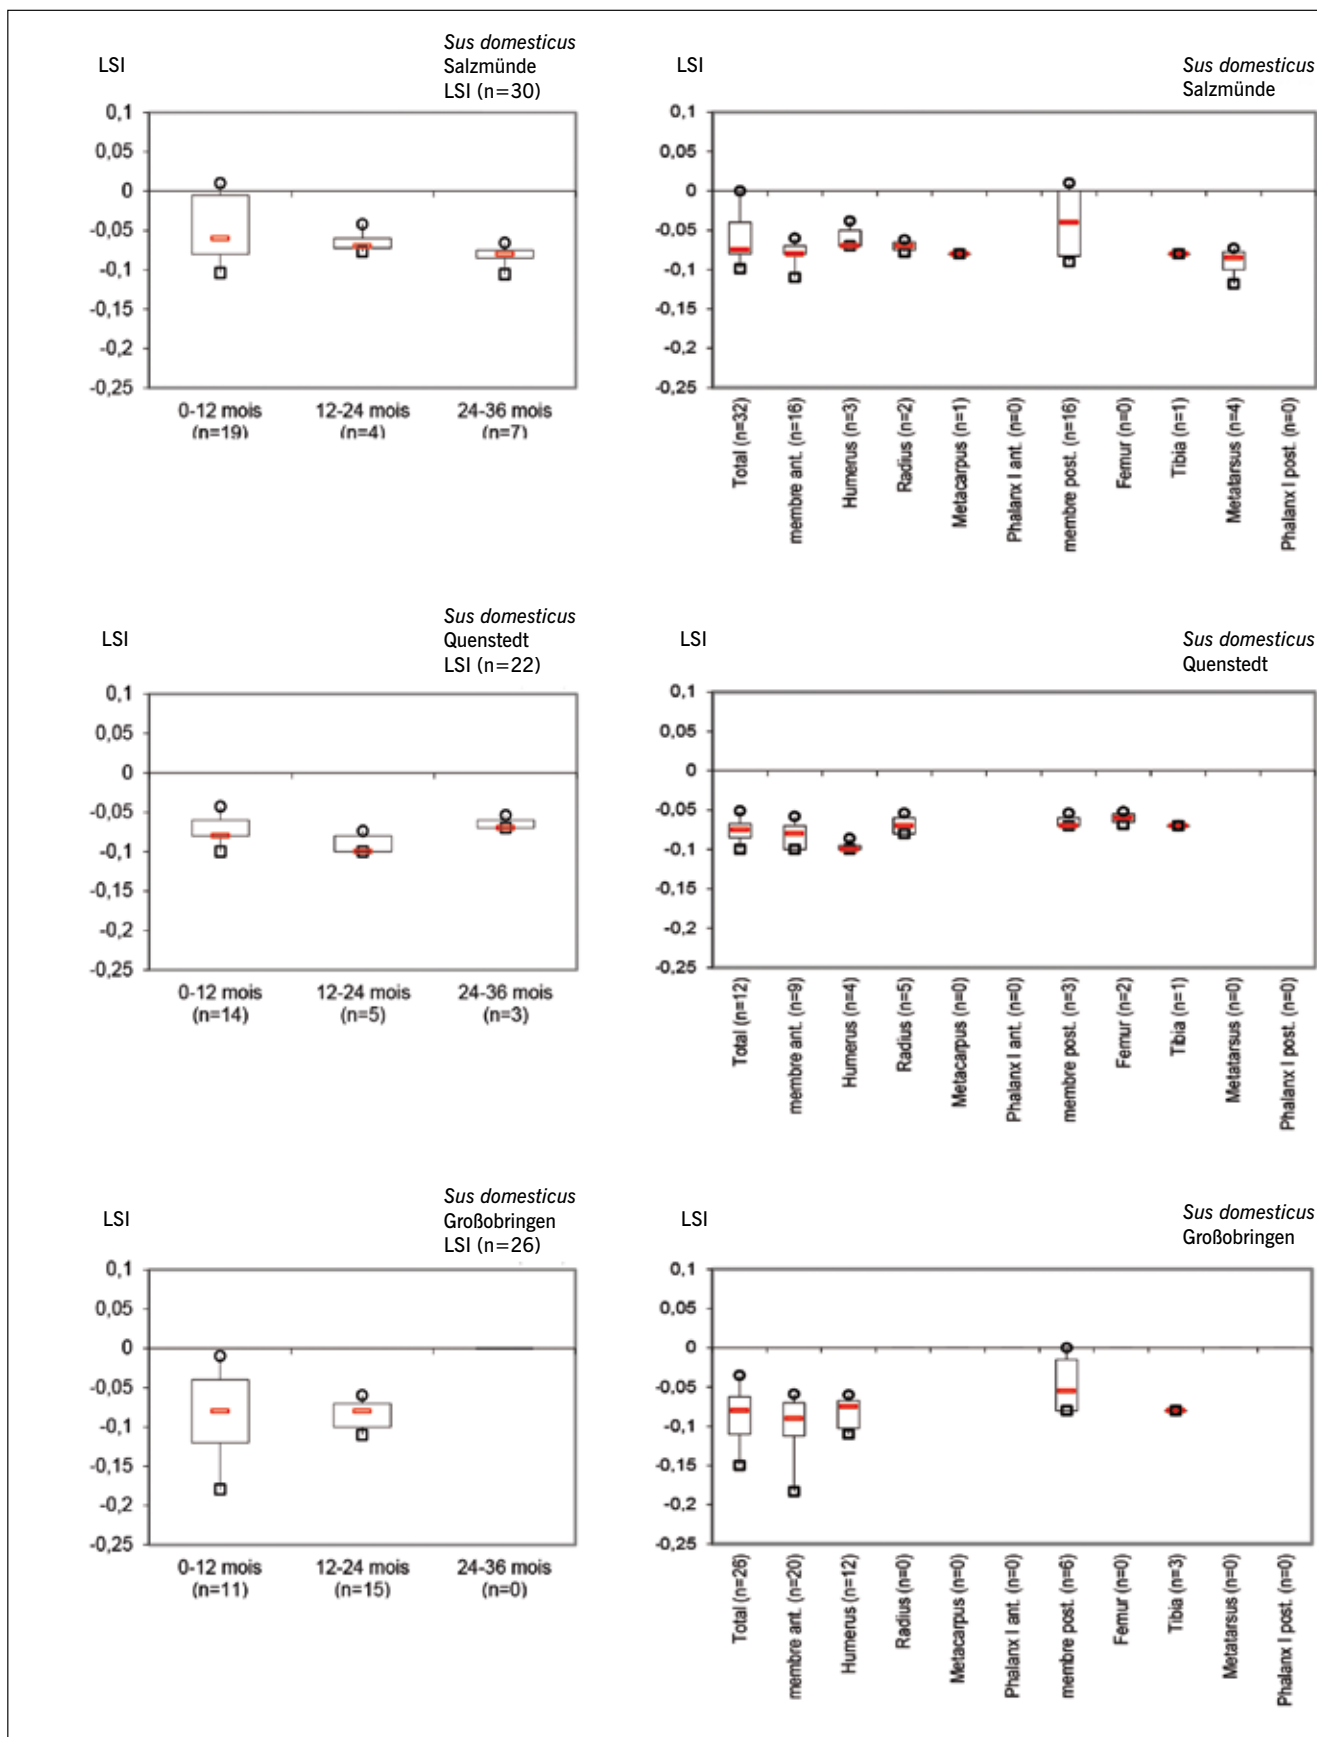 LSI
Sus domesticus
Salzmünde
LSI (n=30)
0,1
0,05
0
-0,05
-0,1
-0,15
-0,2
-0,25
0-12 mois
(n=19)
12-24 mois
(n=4)
24-36 mois
(n=7)
LSI
Sus domesticus
Salzmünde
0,1
0,05
0
-0,05
-0,1
-0,15
-0,2
-0,25
Total (n=32)
membre ant. (n=16)
Humerus (n=3)
Radius (n=2)
Metacarpus (n=1)
Phalanx I ant. (n=0)
membre post. (n=16)
Femur (n=0)
Tibia (n=1)
Metatarsus (n=4)
Phalanx I post. (n=0)
LSI
Sus domesticus
Quenstedt
LSI (n=22)
0,1
0,05
0
-0,05
-0,1
-0,15
-0,2
-0,25
0-12 mois
(n=14)
12-24 mois
(n=5)
24-36 mois
(n=3)
LSI
Sus domesticus
Quenstedt
0,1
0,05
0
-0,05
-0,1
-0,15
-0,2
-0,25
Total (n=12)
membre ant. (n=9)
Humerus (n=4)
Radius (n=5)
Metacarpus (n=0)
Phalanx I ant. (n=0)
membre post. (n=3)
Femur (n=2)
Tibia (n=1)
Metatarsus (n=0)
Phalanx I post. (n=0)
LSI
Sus domesticus
Großobringen
LSI (n=26)
0,1
0,05
0
-0,05
-0,1
-0,15
-0,2
-0,25
0-12 mois
(n=11)
12-24 mois
(n=15)
24-36 mois
(n=0)
LSI
Sus domesticus
Großobringen
0,1
0,05
0
-0,05
-0,1
-0,15
-0,2
-0,25
Total (n=26)
membre ant. (n=20)
Humerus (n=12)
Radius (n=0)
Metacarpus (n=0)
Phalanx I ant. (n=0)
membre post. (n=6)
Femur (n=0)
Tibia (n=3)
Metatarsus (n=0)
Phalanx I post. (n=0)